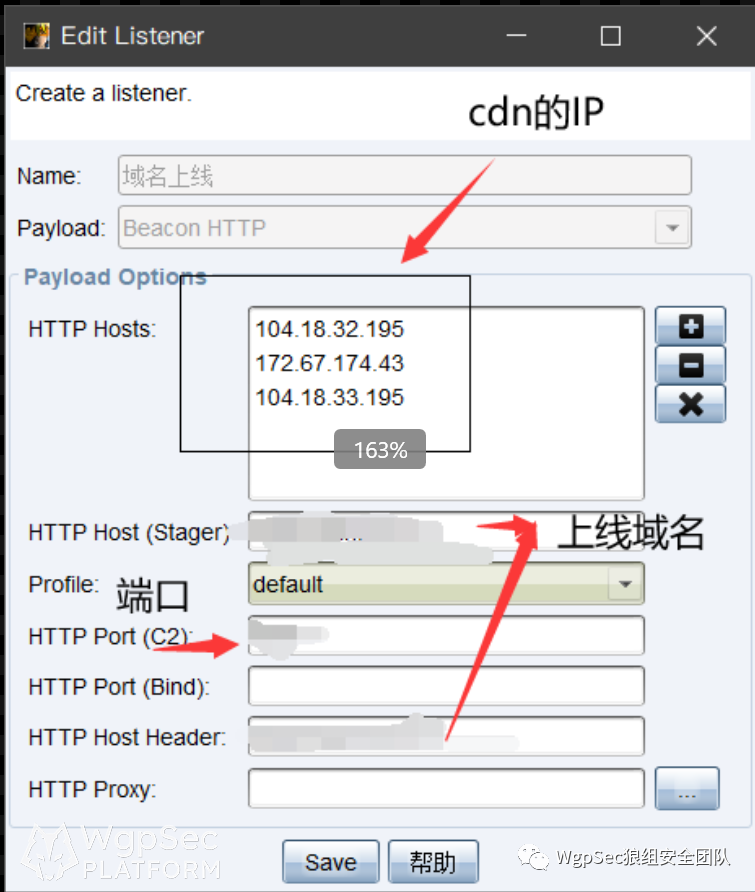 Edit Listener
Create a listener.
cdn的IP
Name: 域名上线
Payload: Beacon HTTP
Payload Options
HTTP Hosts:
104.18.32.195
172.67.174.43
104.18.33.195
163%
HTTP Host (Stager)
上线域名
Profile: default
端口
HTTP Port (C2):
HTTP Port (Bind):
HTTP Host Header:
HTTP Proxy:
...
Save 帮助
WgpSec
PLATFORM
WgpSec狼组安全团队